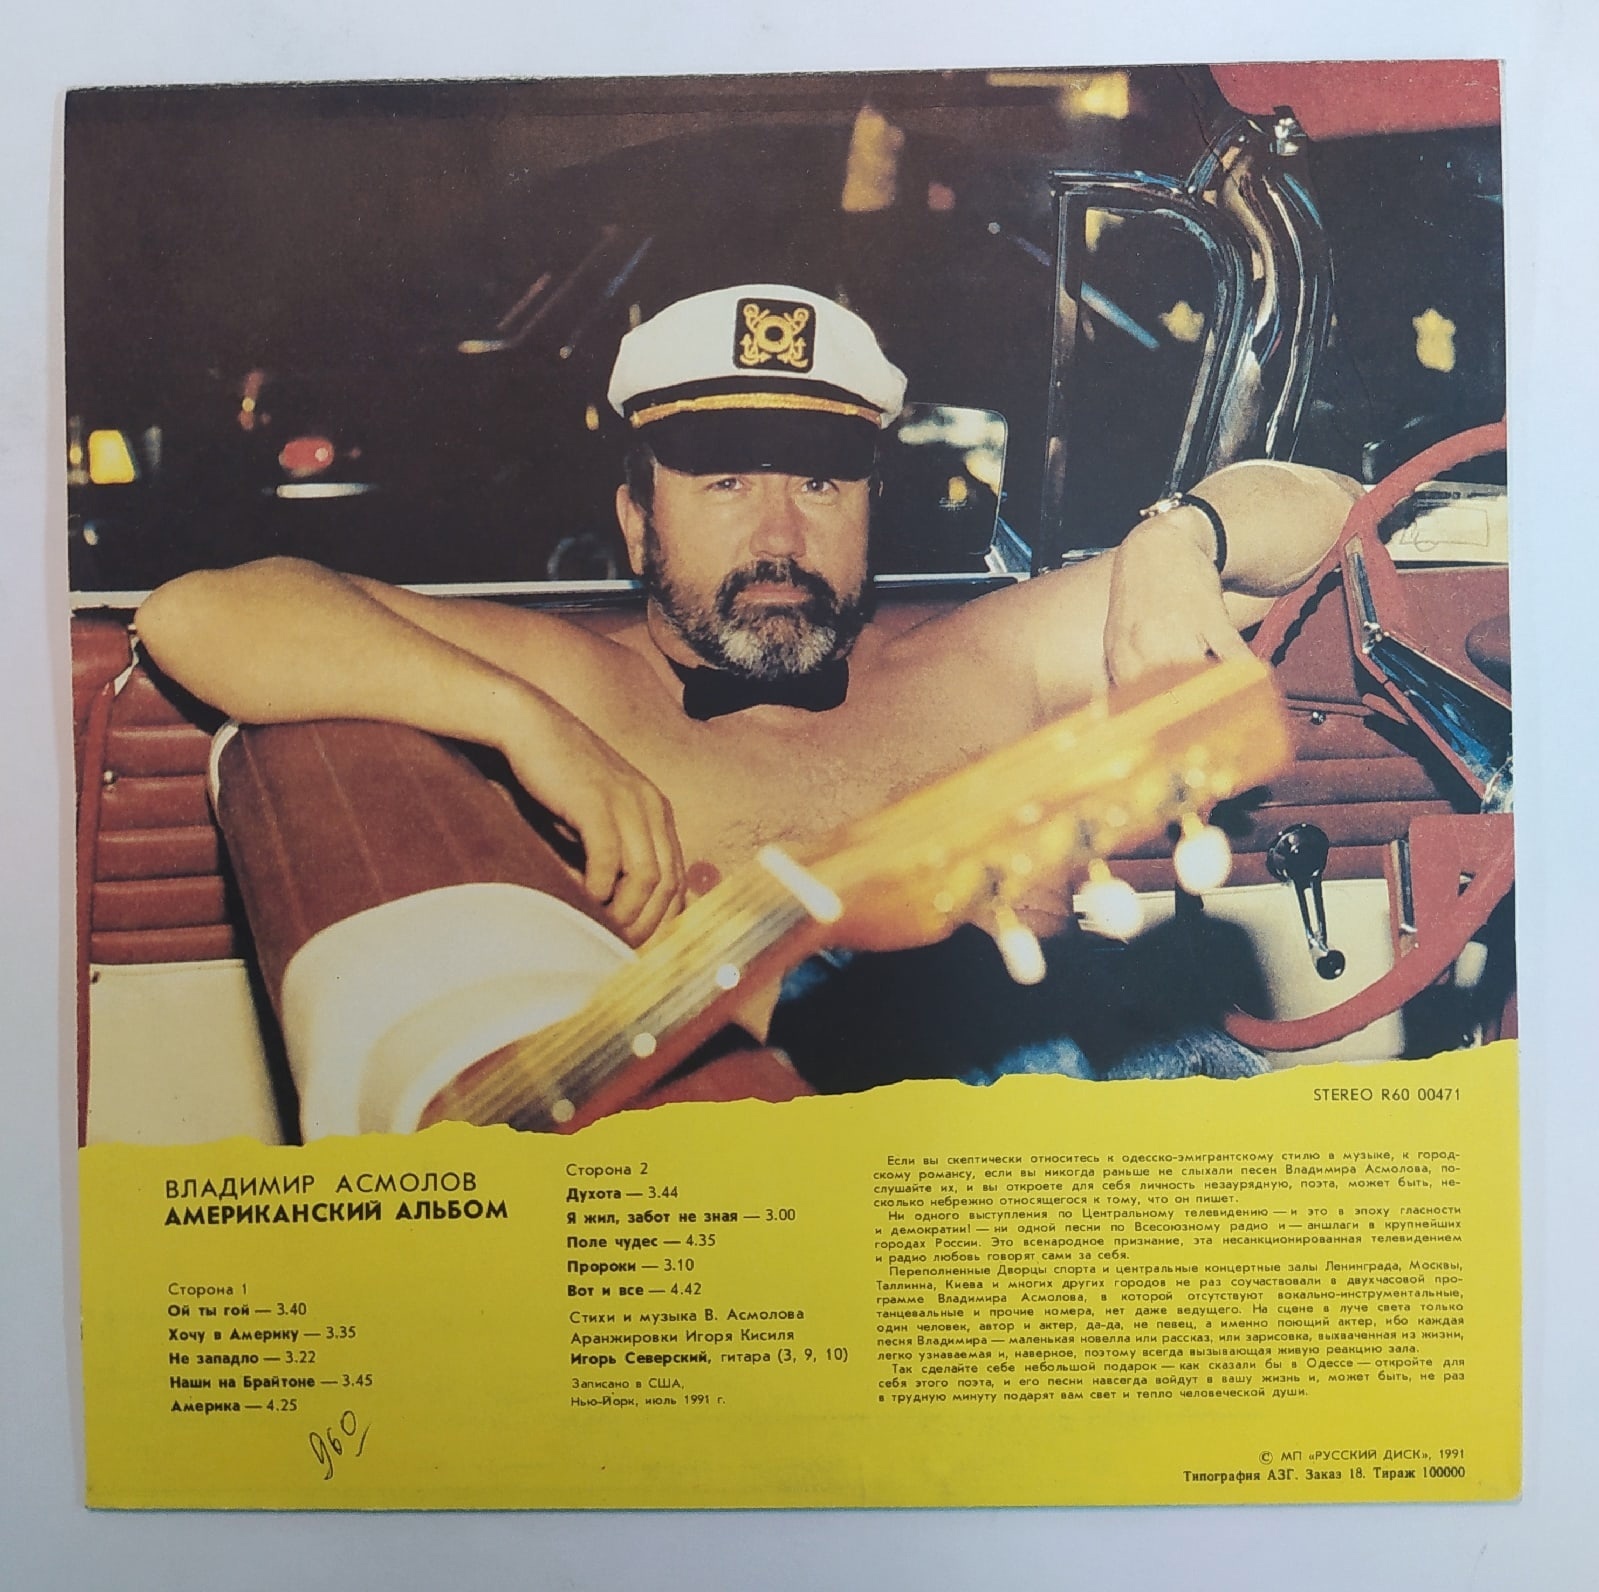 STEREO R60 00471
ВЛАДИМИР АСМОЛОВ
АМЕРИКАНСКИЙ АЛЬБОМ
Сторона 1
Ой ты гой — 3.40
Хочу в Америку — 3.35
Не западло — 3.22
Наши на Брайтоне — 3.45
Америка — 4.25
960
Сторона 2
Духота — 3.44
Я жил, забот не зная — 3.00
Поле чудес — 4.35
Пророки — 3.10
Вот и все — 4.42
Стихи и музыка В. Асмолова
Аранжировки Игоря Кисиля
Игорь Северский, гитара (3, 9, 10)
Записано в США,
Нью-Йорк, июль 1991 г.
Если вы скептически относитесь к одесско-эмигрантскому стилю в музыке, к город-
скому романсу, если вы никогда раньше не слыхали песен Владимира Асмолова, по-
слушайте их, и вы откроете для себя личность незаурядную, поэта, может быть, не-
сколько небрежно относящегося к тому, что он пишет.
Ни одного выступления по Центральному телевидению — и это в эпоху гласности
и демократии! — ни одной песни по Всесоюзному радио и — аншлаги в крупнейших
городах России. Это всенародное признание, эта несанкционированная телевидением
и радио любовь говорят сами за себя.
Переполненные Дворцы спорта и центральные концертные залы Ленинграда, Москвы,
Таллинна, Киева и многих других городов не раз соучаствовали в двухчасовой про-
грамме Владимира Асмолова, в которой отсутствуют вокально-инструментальные,
танцевальные и прочие номера, нет даже ведущего. На сцене в луче света только
один человек, автор и актер, да-да, не певец, а именно поющий актер, ибо каждая
песня Владимира — маленькая новелла или рассказ, или зарисовка, выхваченная из жизни,
легко узнаваемая и, наверное, поэтому всегда вызывающая живую реакцию зала.
Так сделайте себе небольшой подарок — как сказали бы в Одессе — откройте для
себя этого поэта, и его песни навсегда войдут в вашу жизнь и, может быть, не раз
в трудную минуту подарят вам свет и тепло человеческой души.
© МП «РУССКИЙ ДИСК», 1991
Типография АЗГ. Заказ 18. Тираж 100000